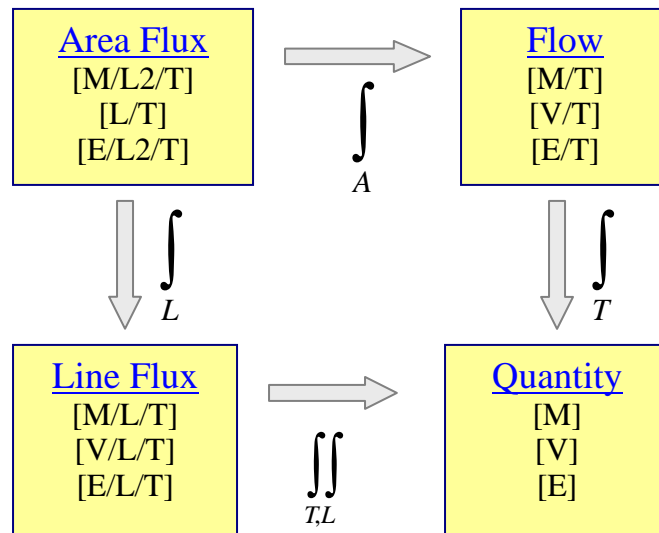 Area Flux
[M/L2/T]
[L/T]
[E/L2/T]
∫
A
Flow
[M/T]
[V/T]
[E/T]
∫
L
∫
T
Line Flux
[M/L/T]
[V/L/T]
[E/L/T]
∬
T,L
Quantity
[M]
[V]
[E]